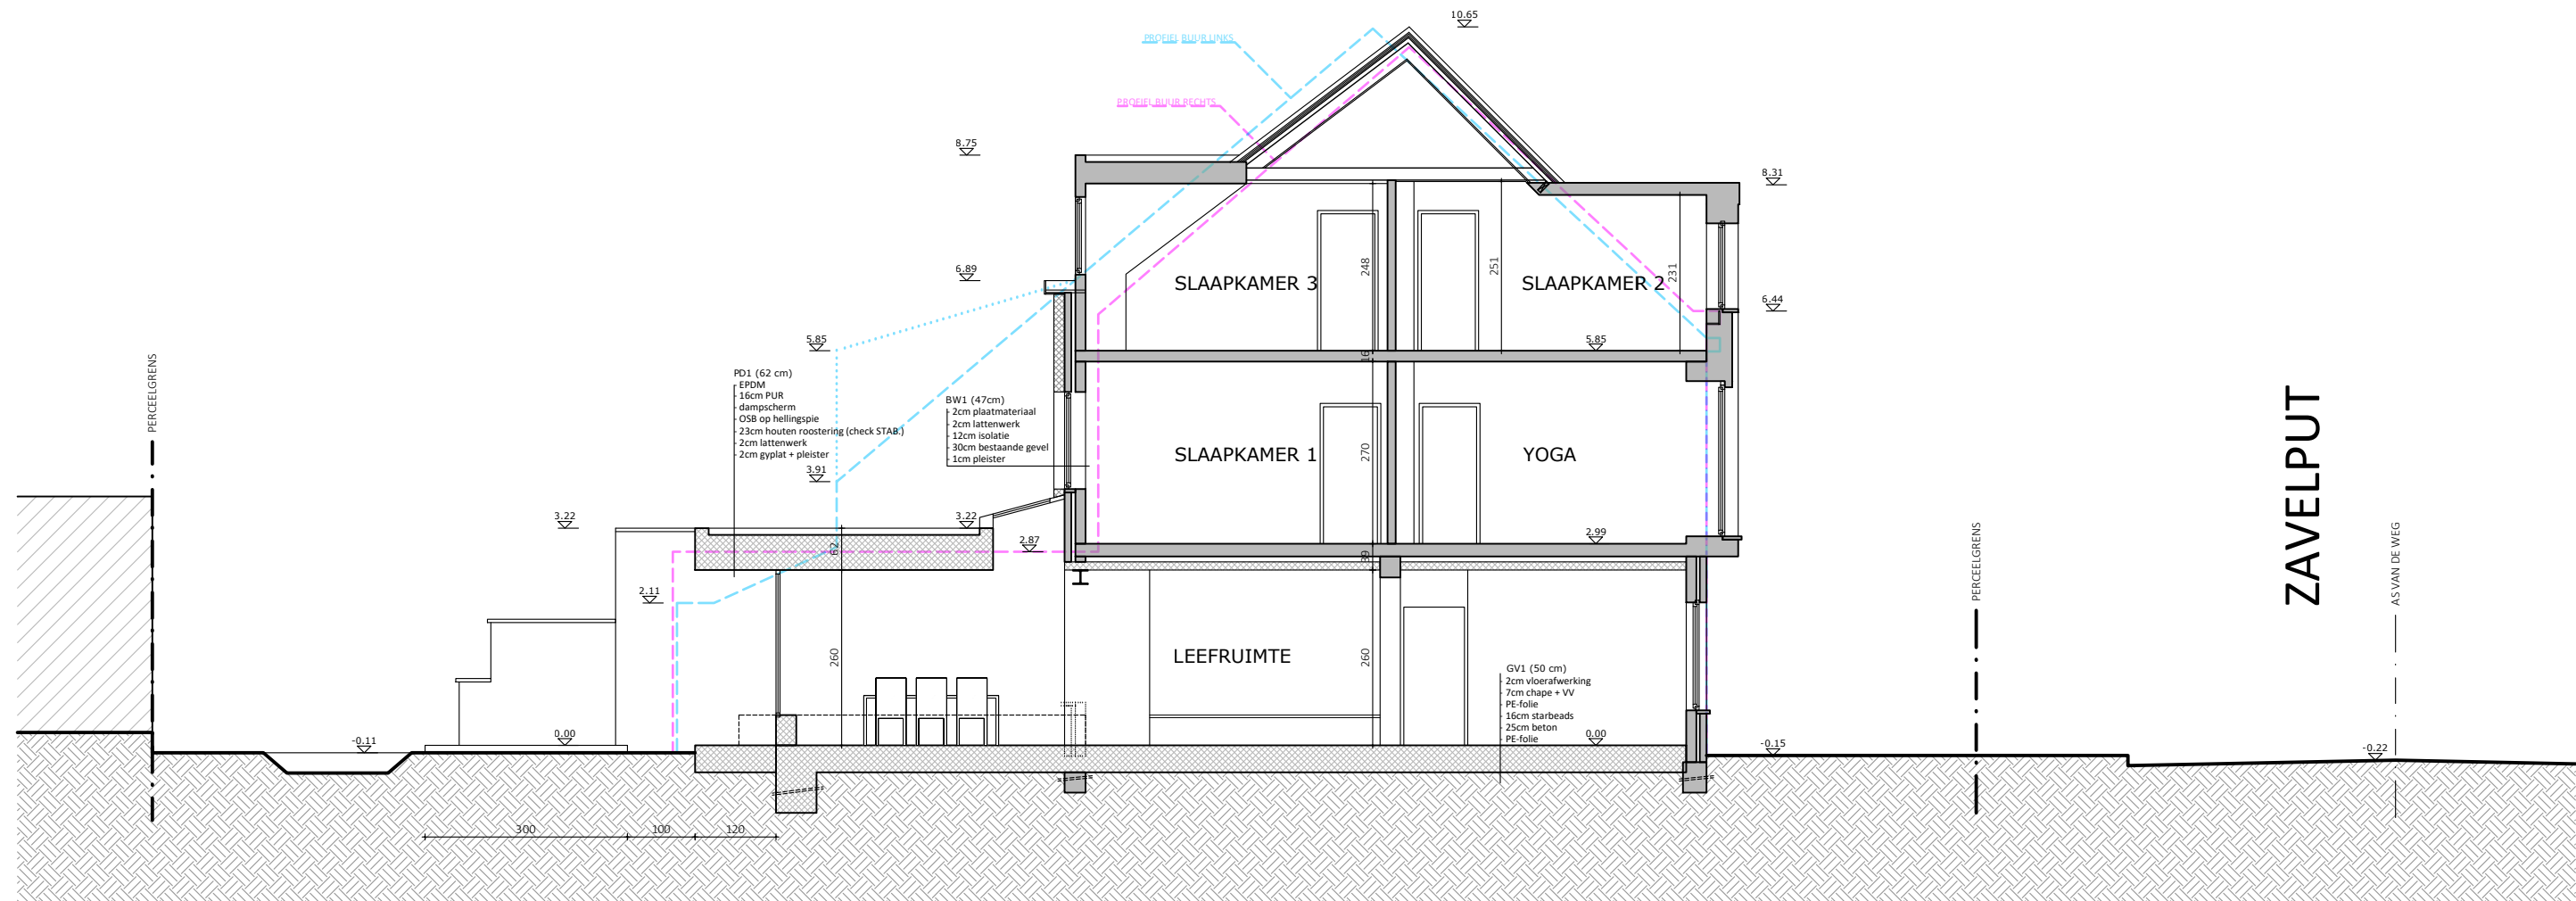 10.65
PROFIEL BUUR LINKS
PROFIEL BUUR RECHTS
8.75
8.31
6.89
SLAAPKAMER 3
248
251
SLAAPKAMER 2
231
6.44
5.85
5.85
16
PERCEELGRENS
PD1 (62 cm)
- EPDM
- 16cm PUR
- dampscherm
- OSB op hellingspie
- 23cm houten roostering (check STAB.)
- 2cm lattenwerk
- 2cm gyplat + pleister
BW1 (47cm)
- 2cm plaatmateriaal
- 2cm lattenwerk
- 12cm isolatie
- 30cm bestaande gevel
- 1cm pleister
SLAAPKAMER 1
270
YOGA
ZAVELPUT
3.91
3.22
3.22
2.87
2.99
62
39
PERCEELGRENS
AS VAN DE WEG
2.11
260
LEEFRUIMTE
260
GV1 (50 cm)
- 2cm vloerafwerking
- 7cm chape + VV
- PE-folie
- 16cm starbeads
- 25cm beton
- PE-folie
-0.11
0.00
0.00
-0.15
-0.22
300
100
120